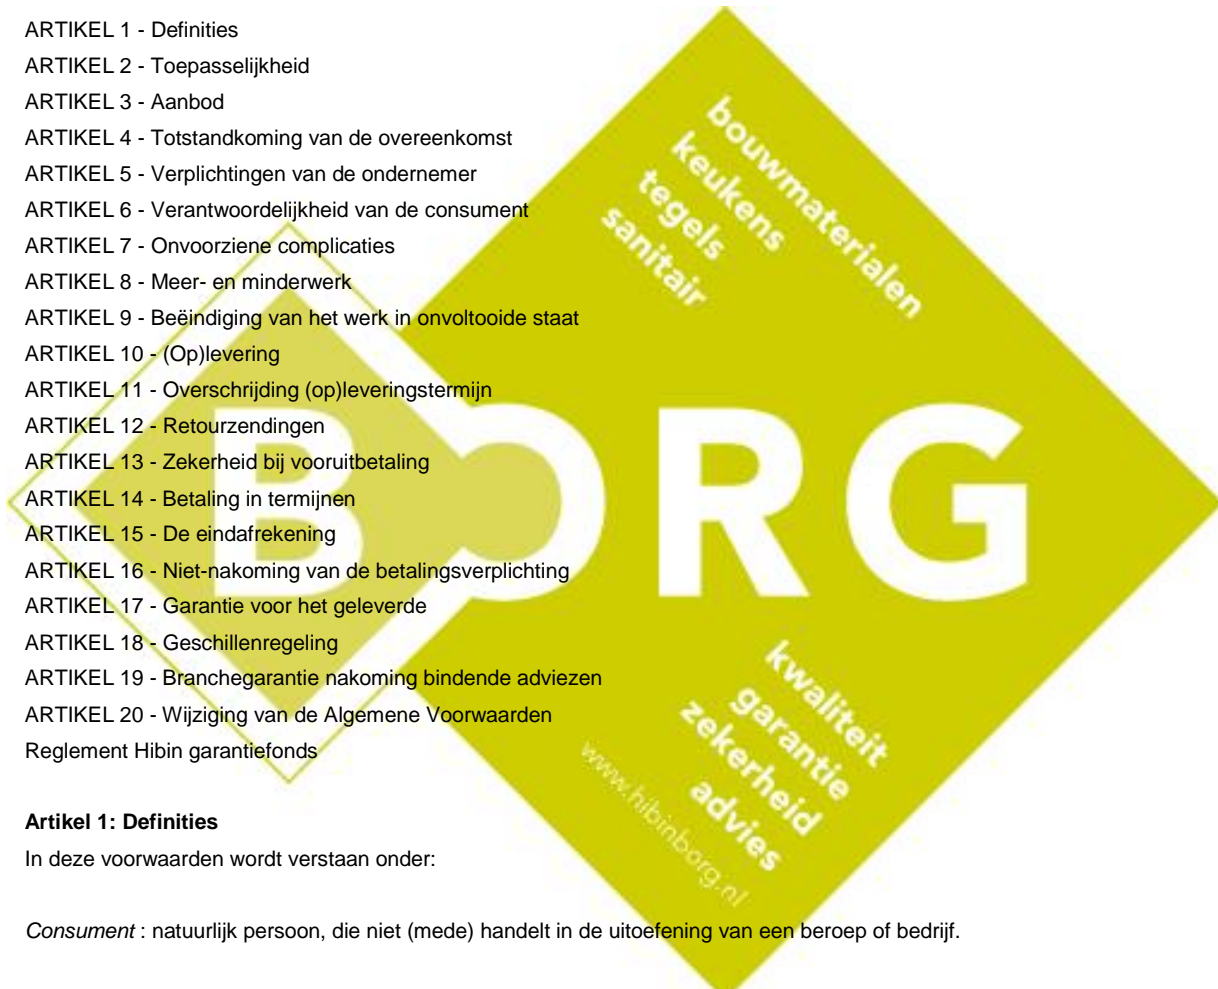 ARTIKEL 1 - Definities
ARTIKEL 2 - Toepasselijkheid
ARTIKEL 3 - Aanbod
ARTIKEL 4 - Totstandkoming van de overeenkomst
ARTIKEL 5 - Verplichtingen van de ondernemer
ARTIKEL 6 - Verantwoordelijkheid van de consument
ARTIKEL 7 - Onvoorziene complicaties
ARTIKEL 8 - Meer- en minderwerk
ARTIKEL 9 - Beëindiging van het werk in onvoltooide staat
ARTIKEL 10 - (Op)levering
ARTIKEL 11 - Overschrijding (op)leveringstermijn
ARTIKEL 12 - Retourzendingen
ARTIKEL 13 - Zekerheid bij vooruitbetaling
ARTIKEL 14 - Betaling in termijnen
ARTIKEL 15 - De eindafrekening
ARTIKEL 16 - Niet-nakoming van de betalingsverplichting
ARTIKEL 17 - Garantie voor het geleverde
ARTIKEL 18 - Geschillenregeling
ARTIKEL 19 - Branchegarantie nakoming bindende adviezen
ARTIKEL 20 - Wijziging van de Algemene Voorwaarden
Reglement Hibin garantiefonds
Artikel 1: Definities
In deze voorwaarden wordt verstaan onder:
Consument : natuurlijk persoon, die niet (mede) handelt in de uitoefening van een beroep of bedrijf.
bouwmaterialen
keukens
tegels
sanitair
BORG
kwaliteit
garantie
zekerheid
advies
www.hibinborg.nl